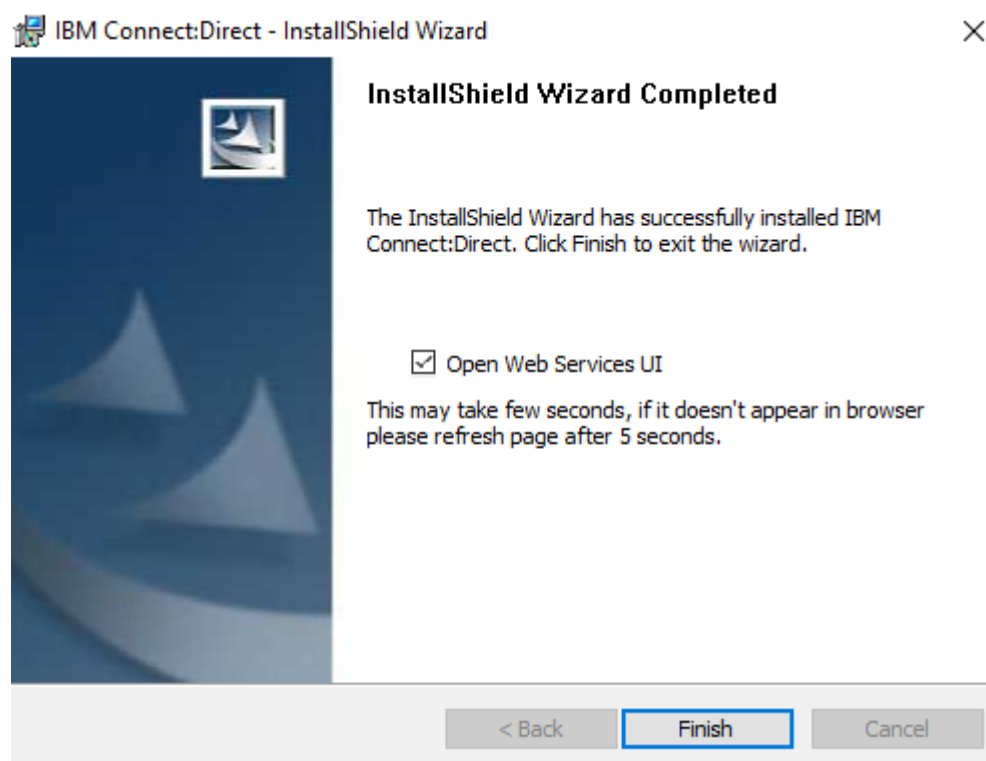 IBM Connect:Direct - InstallShield Wizard
InstallShield Wizard Completed
The InstallShield Wizard has successfully installed IBM
Connect:Direct. Click Finish to exit the wizard.
Open Web Services UI
This may take few seconds, if it doesn't appear in browser
please refresh page after 5 seconds.
< Back Finish Cancel